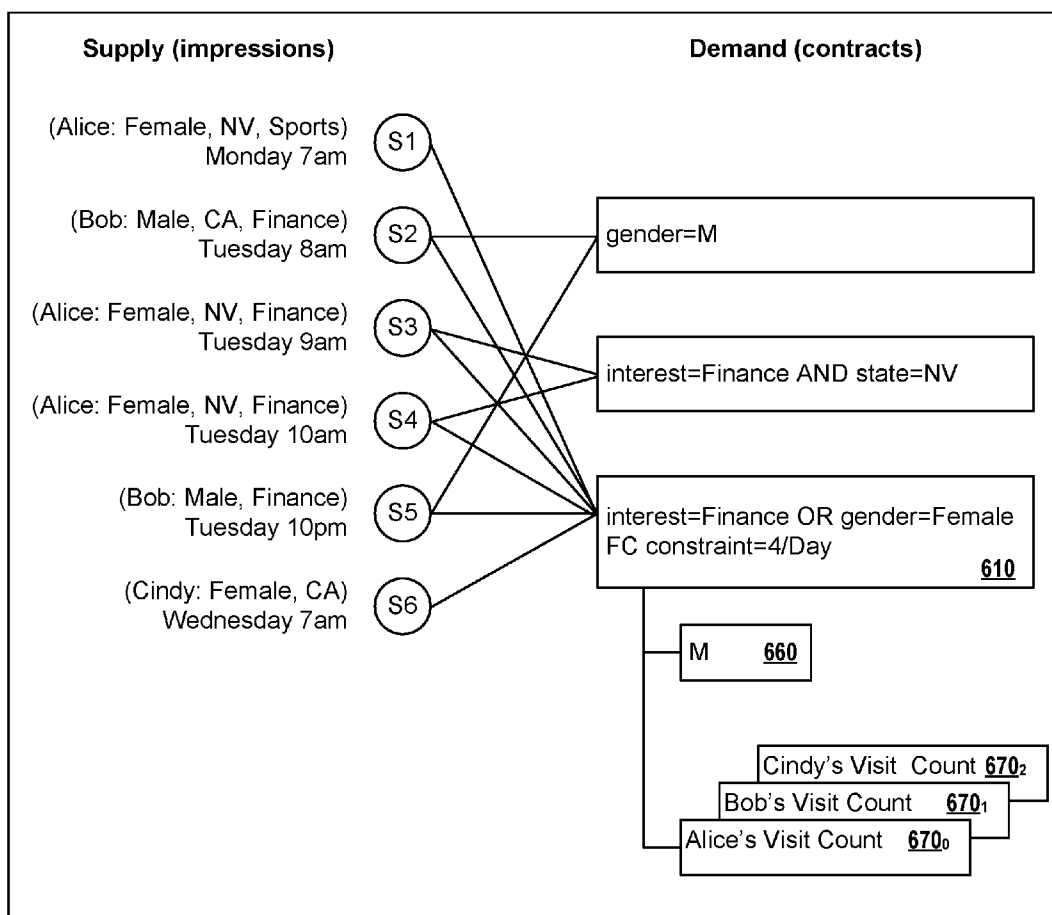 Supply (impressions)
Demand (contracts)
(Alice: Female, NV, Sports)
Monday 7am
S1
(Bob: Male, CA, Finance)
Tuesday 8am
S2
gender=M
(Alice: Female, NV, Finance)
Tuesday 9am
S3
interest=Finance AND state=NV
(Alice: Female, NV, Finance)
Tuesday 10am
S4
(Bob: Male, Finance)
Tuesday 10pm
S5
interest=Finance OR gender=Female
FC constraint=4/Day
610
(Cindy: Female, CA)
Wednesday 7am
S6
M 660
Cindy's Visit Count 670₂
Bob's Visit Count 670₁
Alice's Visit Count 670₀